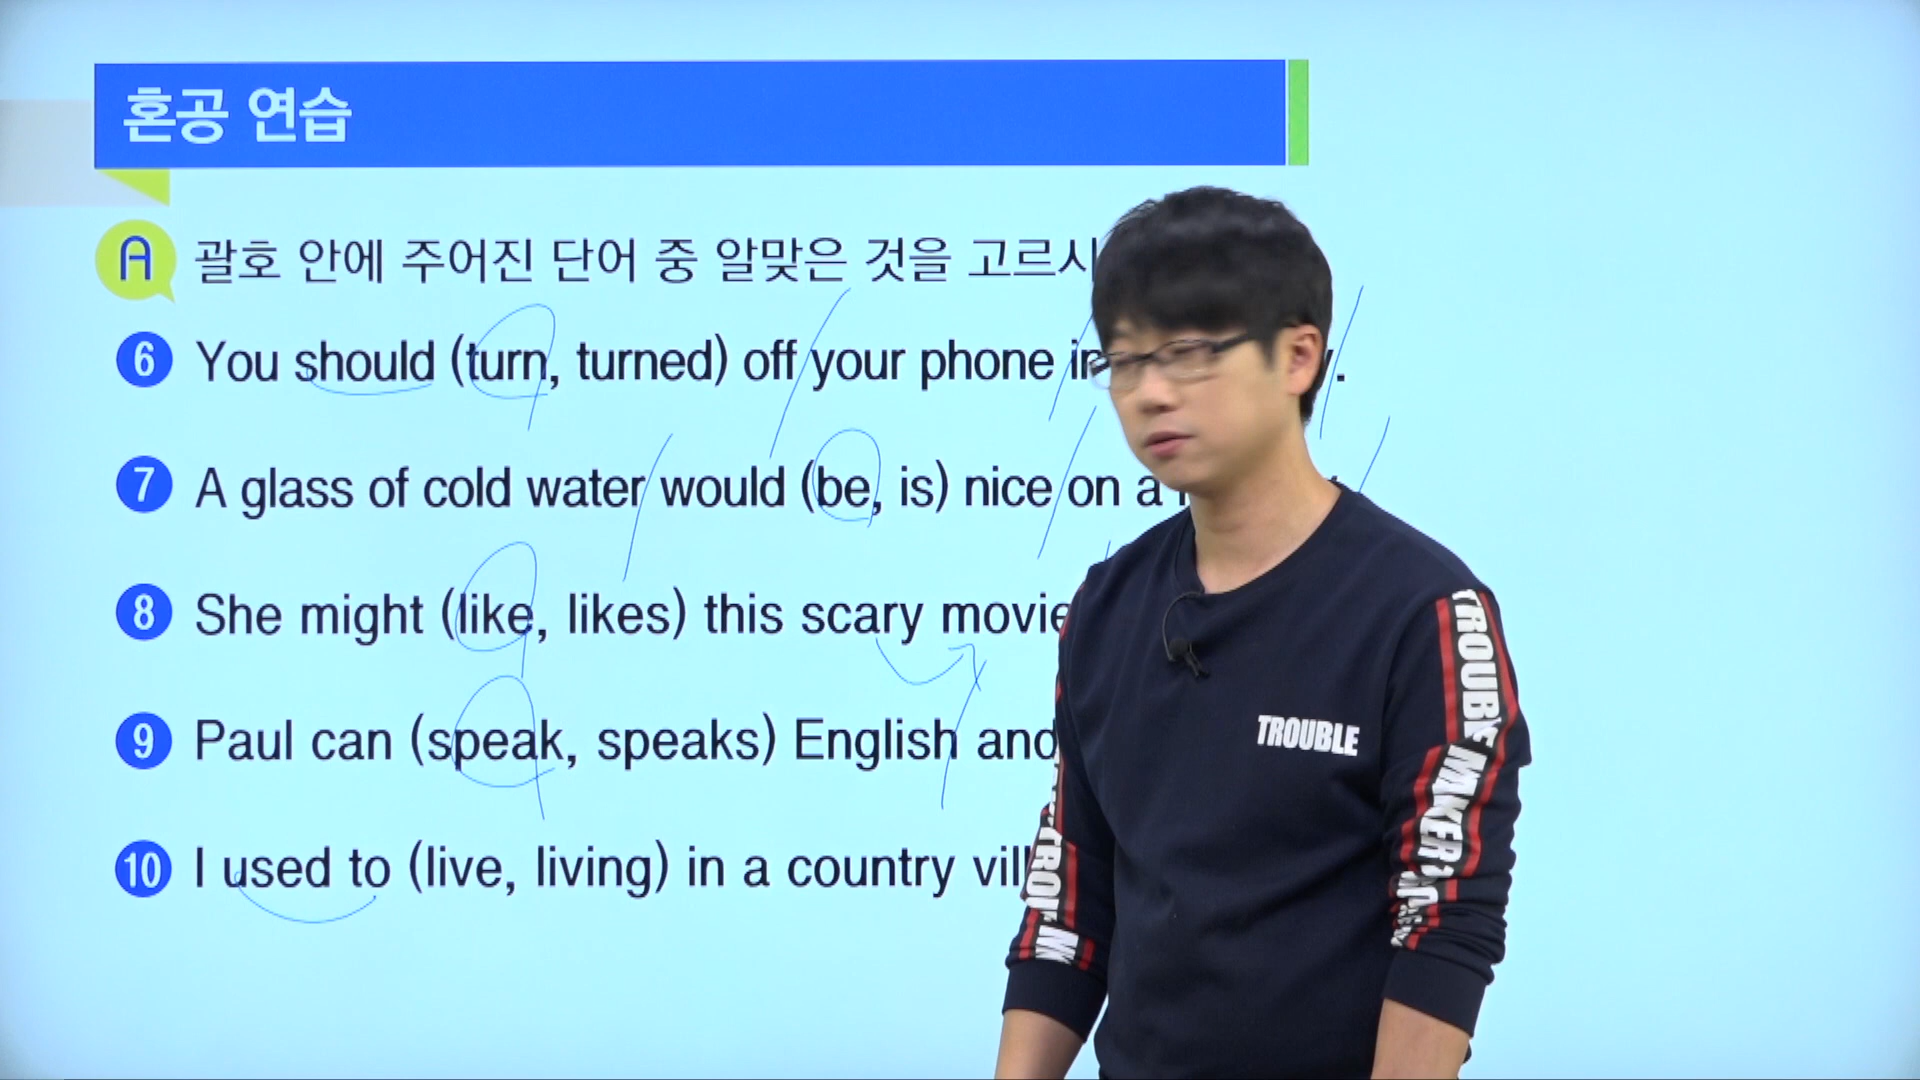 혼공 연습
A 괄호 안에 주어진 단어 중 알맞은 것을 고르시
6 You should (turn, turned) off your phone
7 A glass of cold water would (be, is) nice on a
8 She might (like, likes) this scary movie
9 Paul can (speak, speaks) English and
10 I used to (live, living) in a country
TROUBLE
TROUBLE MAKER